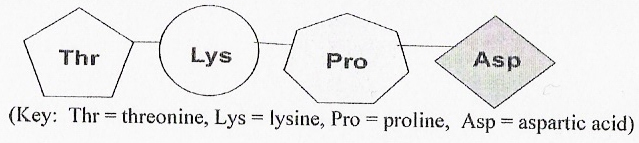 Thr Lys Pro Asp
(Key: Thr = threonine, Lys = lysine, Pro = proline, Asp = aspartic acid)